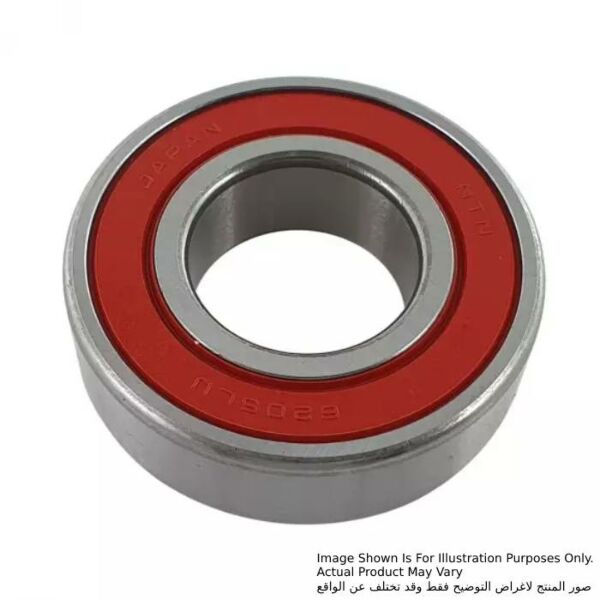 JAPAN
NTN
6205LU
Image Shown Is For Illustration Purposes Only.
Actual Product May Vary
صور المنتج لاغراض التوضيح فقط وقد تختلف عن الواقع